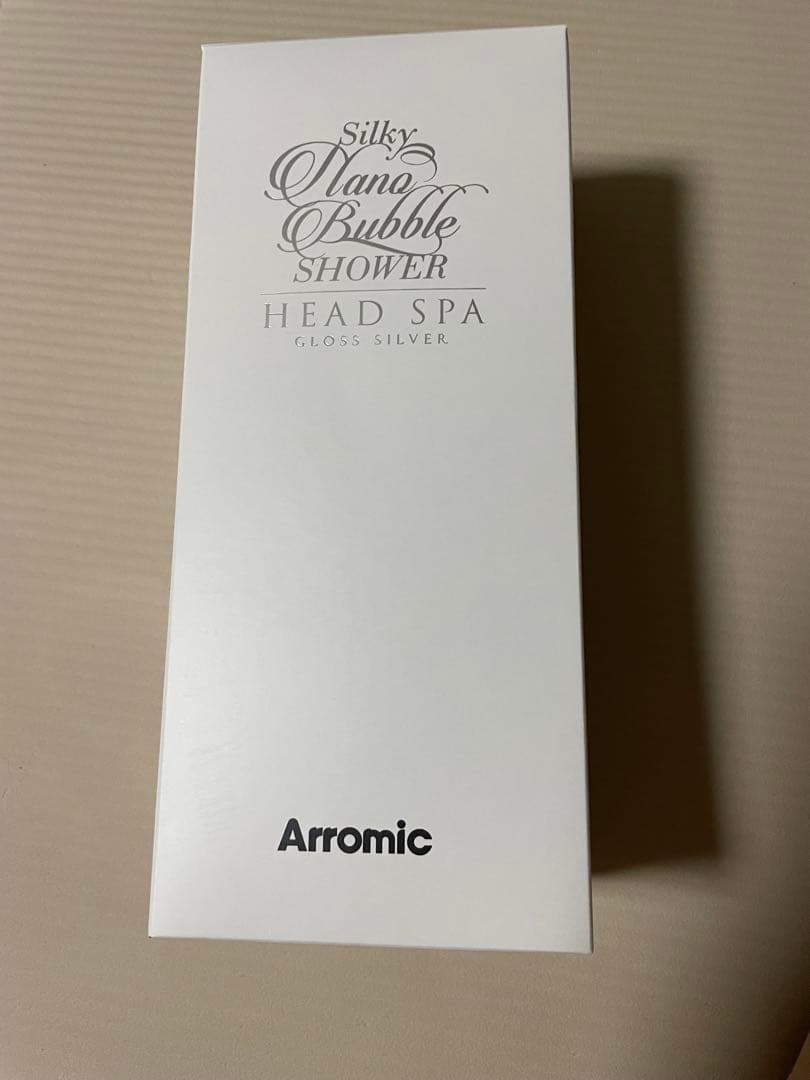 Silky
Nano
Bubble
SHOWER
HEAD SPA
GLOSS SILVER
Arromic